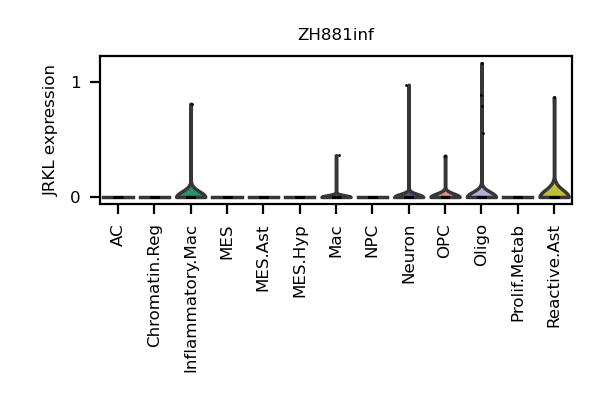 ZH881inf
JRKL expression
1
0
AC
Chromatin.Reg
Inflammatory.Mac
MES
MES.Ast
MES.Hyp
Mac
NPC
Neuron
OPC
Oligo
Prolif.Metab
Reactive.Ast